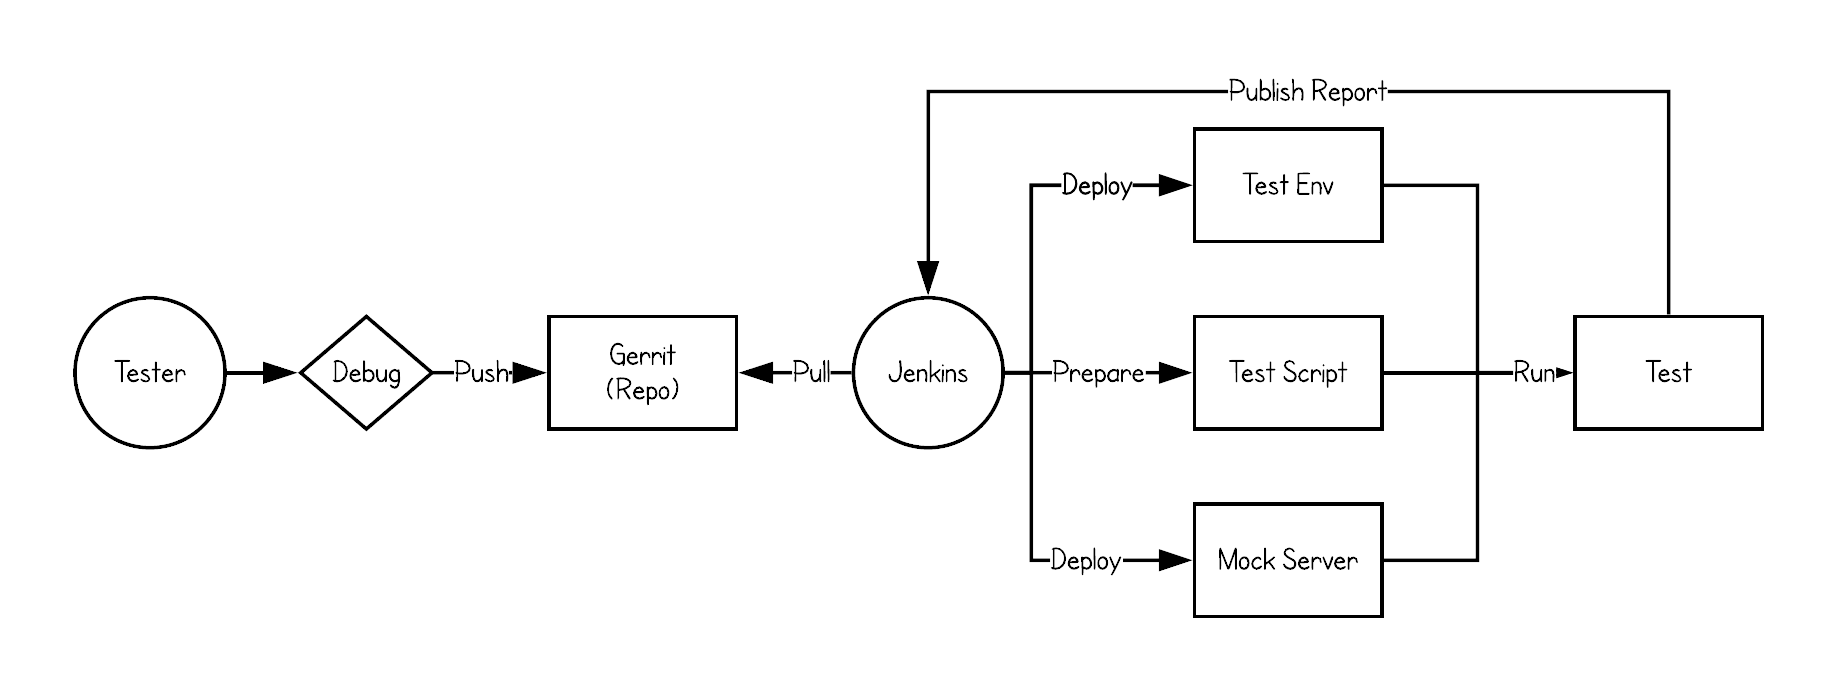 Publish Report
Deploy
Test Env
Tester
Debug
Push
Gerrit
(Repo)
Pull
Jenkins
Prepare
Test Script
Run
Test
Deploy
Mock Server